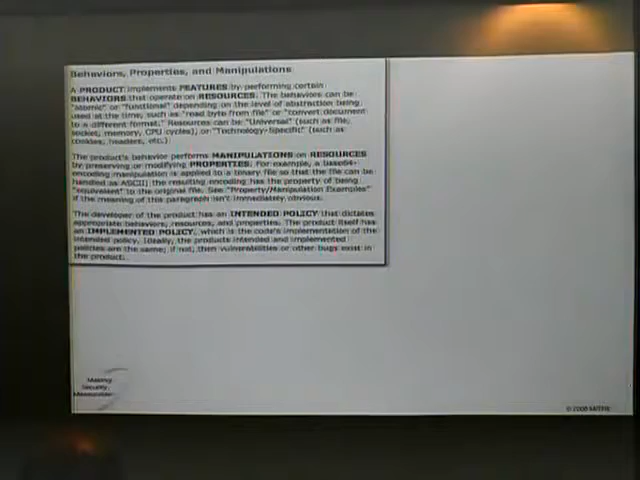 Behaviors, Properties, and Manipulations
A PRODUCT implements FEATURES by performing certain
BEHAVIORS that operate on RESOURCES. The behaviors can be
"atomic" or "functional" depending on the level of abstraction being
used at the time, such as "read byte from file" or "convert document
to a different format." Resources can be "Universal" (such as file,
socket, memory, CPU cycles), or "Technology-Specific" (such as
cookies, headers, etc.)
The product's behavior performs MANIPULATIONS on RESOURCES
by preserving or modifying PROPERTIES. For example, a base64-
encoding manipulation is applied to a binary file so that the file can be
handled as ASCII; the resulting encoding has the property of being
"equivalent" to the original file. See "Property/Manipulation Examples"
if the meaning of this paragraph isn't immediately obvious.
The developer of the product has an INTENDED POLICY that dictates
appropriate behaviors, resources, and properties. The product itself has
an IMPLEMENTED POLICY, which is the code's implementation of the
intended policy. Ideally, the products intended and implemented
policies are the same; if not, then vulnerabilities or other bugs exist in
the product.
Making
Security
Measurable
© 2008 MITRE